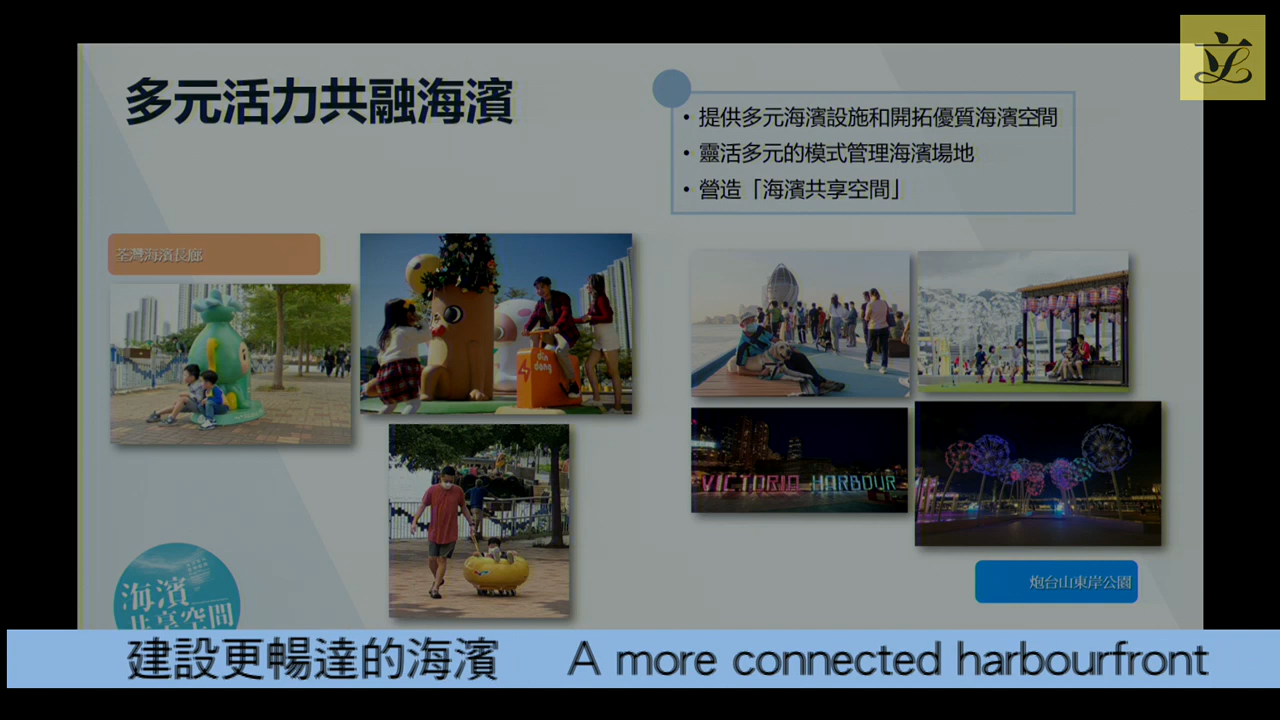 多元活力共融海濱
• 提供多元海濱設施和開拓優質海濱空間
• 靈活多元的模式管理海濱場地
• 營造「海濱共享空間」
荃灣海濱長廊
din
dong
VICTORIA HARBOUR
炮台山東岸公園
海濱
共享空間
建設更暢達的海濱 A more connected harbourfront